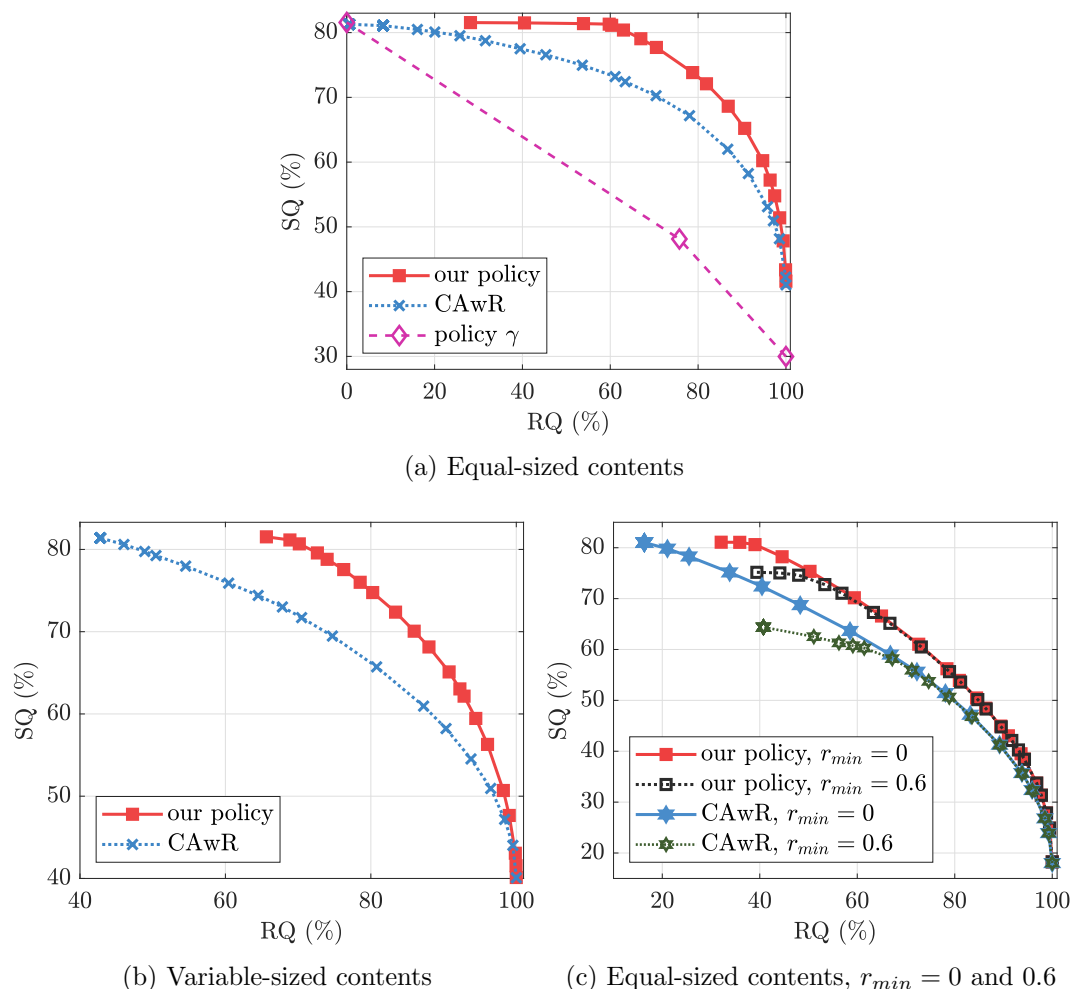 80
70
60
50
40
30
SQ (%)
our policy
CAwR
policy γ
0
20
40
60
80
100
RQ (%)
(a) Equal-sized contents
80
70
60
50
40
SQ (%)
our policy
CAwR
40
60
80
100
RQ (%)
(b) Variable-sized contents
80
70
60
50
40
30
20
SQ (%)
our policy, r_min = 0
our policy, r_min = 0.6
CAwR, r_min = 0
CAwR, r_min = 0.6
20
40
60
80
100
RQ (%)
(c) Equal-sized contents, r_min = 0 and 0.6